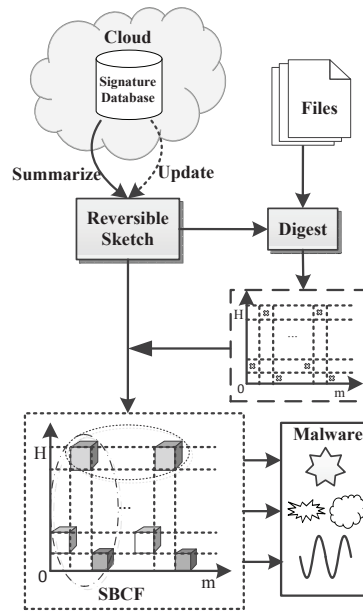 Cloud
Signature
Database
Files
Summarize
Update
Reversible
Sketch
Digest
H
...
0
m
H
...
0
m
SBCF
Malware